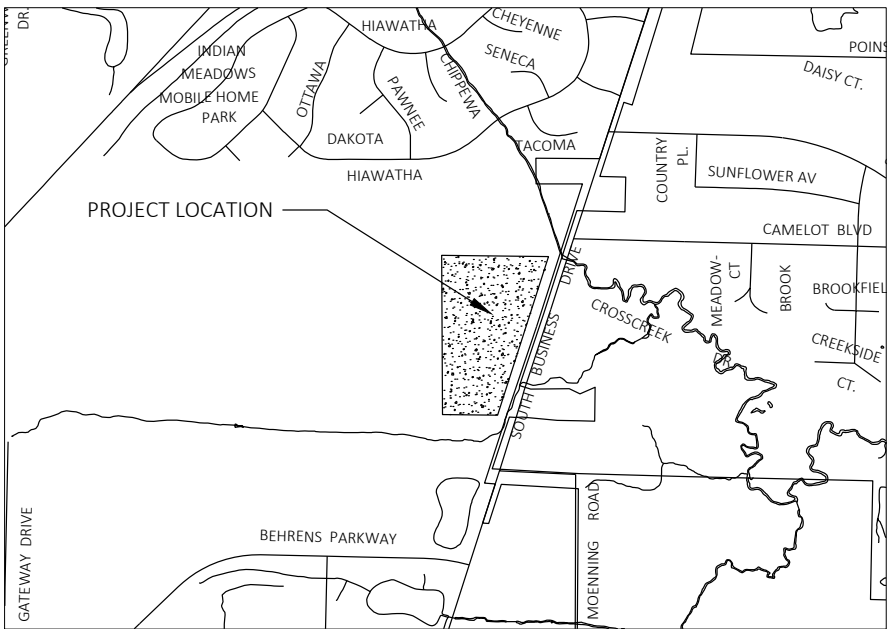 DR.
HIAWATHA
CHEYENNE
SENECA
POINS
DAISY CT.
INDIAN
MEADOWS
MOBILE HOME
PARK
OTTAWA
PAWNEE
CHIPPEWA
DAKOTA
TACOMA
HIAWATHA
COUNTRY
PL.
SUNFLOWER AV
PROJECT LOCATION
CAMELOT BLVD
SOUTH BUSINESS DRIVE
CROSSCREEK
DR.
MEADOW-
CT
BROOK
BROOKFIEL
CREEKSIDE
CT.
GATEWAY DRIVE
BEHRENS PARKWAY
MOENNING ROAD